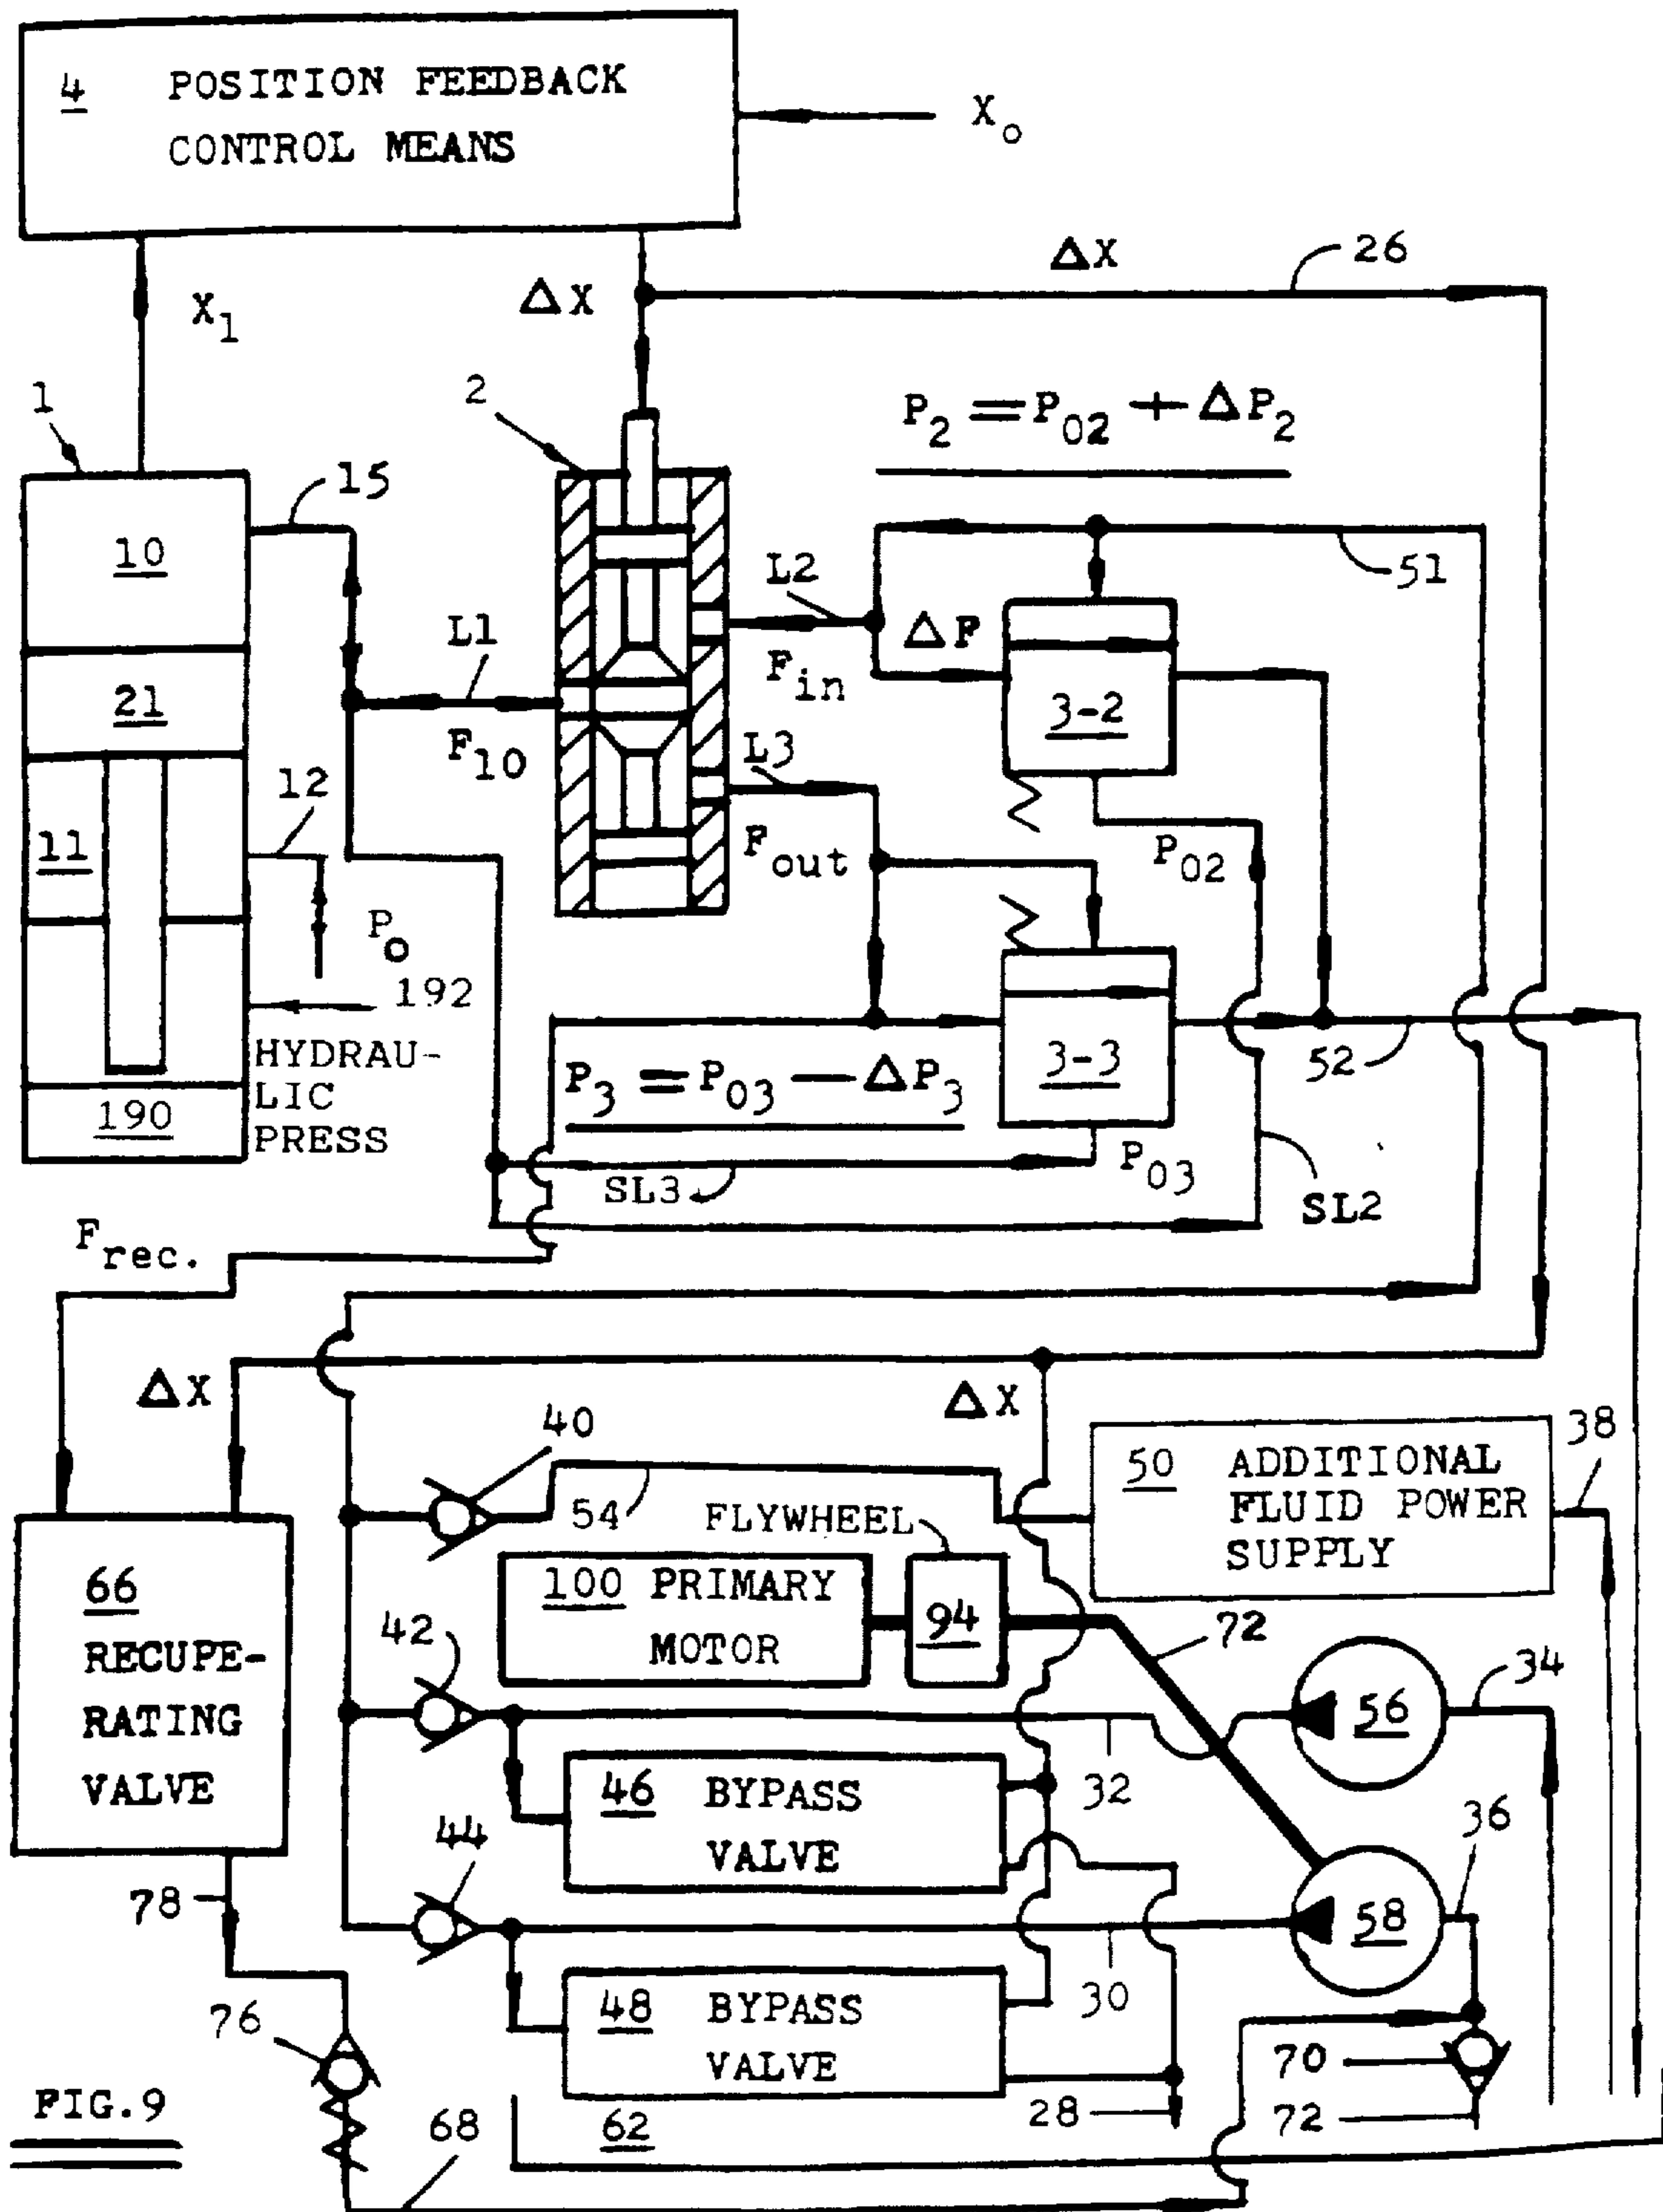 4 POSITION FEEDBACK
CONTROL MEANS
X₀
X₁
ΔX
ΔX
26
1
2
P₂ = P₀₂ + ΔP₂
15
10
51
L2
ΔF
L1
F_in
21
3-2
F₁₀
L3
12
11
F_out
P₀₂
P₀
192
HYDRAU-
LIC
PRESS
P₃ = P₀₃ - ΔP₃
3-3
52
190
P₀₃
SL3
SL2
F_rec.
ΔX
ΔX
40
38
50 ADDITIONAL
FLUID POWER
SUPPLY
54
FLYWHEEL
66
RECUPE-
RATING
VALVE
100 PRIMARY
MOTOR
94
72
42
56
34
46 BYPASS
VALVE
32
44
36
78
58
48 BYPASS
VALVE
30
76
70
FIG.9
68
62
28
72